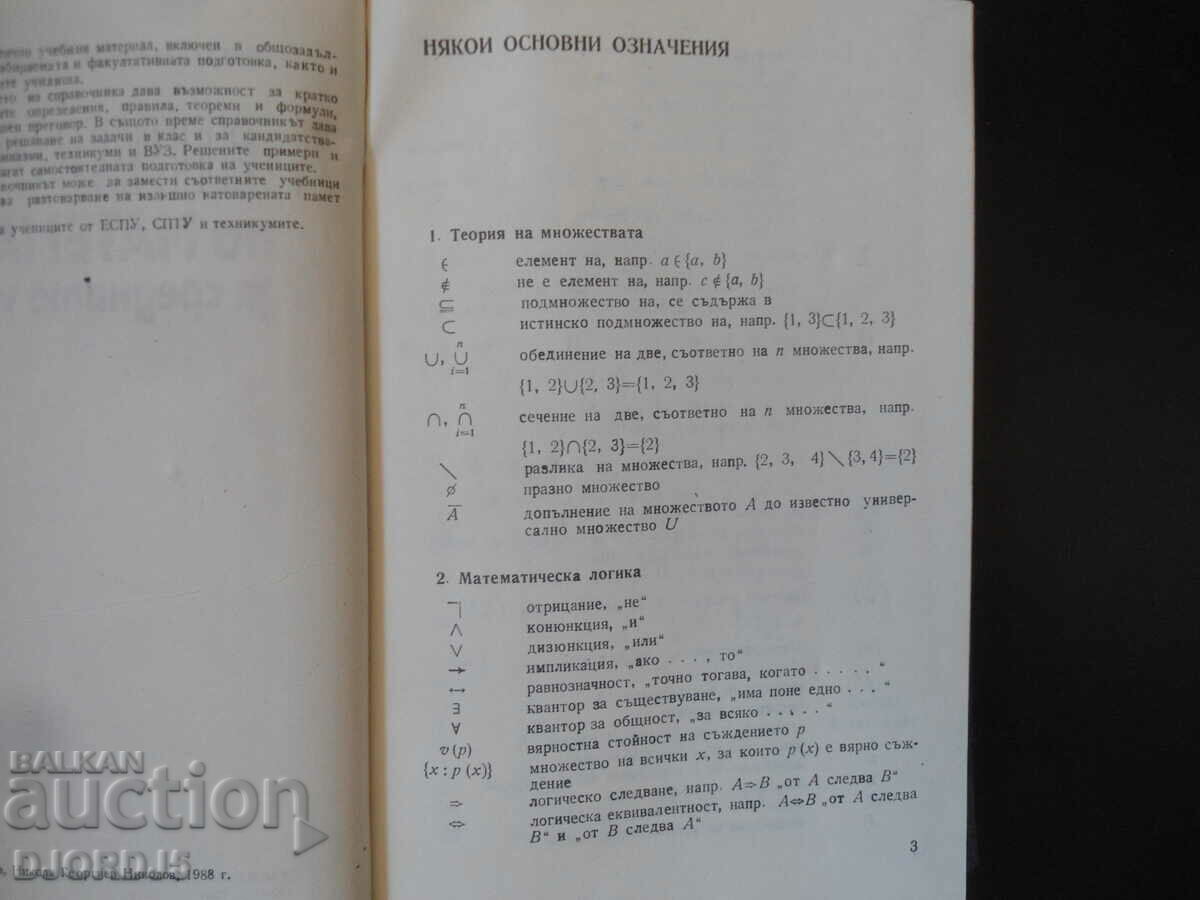 учебния материал, включен в общозадъл-
и факултативната подготовка, както и
училища.
из справочника дава възможност за кратко
определения, правила, теореми и формули,
преговор. В същото време справочникът дава
решаване на задачи в клас и за кандидатства-
техникуми и ВУЗ. Решените примери и
самостоятелната подготовка на учениците.
може да замести съответните учебници
разтоварване на излишно натоварената памет
учениците от ЕСПУ, СПТУ и техникумите.
Георгиев Николов, 1988 г.
НЯКОИ ОСНОВНИ ОЗНАЧЕНИЯ
1. Теория на множествата
∈ елемент на, напр. a∈{a, b}
∉ не е елемент на, напр. c∉{a, b}
⊆ подмножество на, се съдържа в
⊂ истинско подмножество на, напр. {1, 3}⊂{1, 2, 3}
n
∪, ∪ обединение на две, съответно на n множества, напр.
i=1
{1, 2}∪{2, 3}={1, 2, 3}
n
∩, ∩ сечение на две, съответно на n множества, напр.
i=1
{1, 2}∩{2, 3}={2}
\ разлика на множества, напр. {2, 3, 4}\{3,4}={2}
∅ празно множество
A̅ допълнение на множеството A до известно универ-
сално множество U
2. Математическа логика
¬ отрицание, „не“
∧ конюнкция, „и“
∨ дизюнкция, „или“
→ импликация, „ако . . . , то“
↔ равнозначност, „точно тогава, когато . . . . . “
∃ квантор за съществуване, „има поне едно . . . “
∀ квантор за общност, „за всяко . . . . . “
v(p) вярностна стойност на съждението p
{x : p (x)} множество на всички x, за които p (x) е вярно съж-
дение
⇒ логическо следване, напр. A⇒B „от A следва B“
⇔ логическа еквивалентност, напр. A⇔B „от A следва
B“ и „от B следва A“
3
BALKAN
auction
DJORDJ5